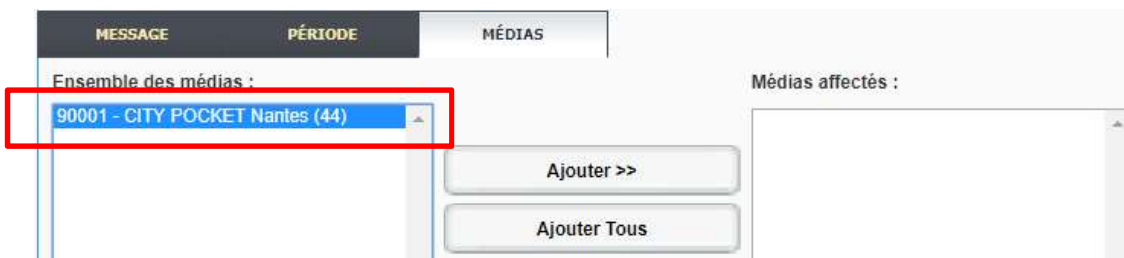 MESSAGE PÉRIODE MÉDIAS
Ensemble des médias : Médias affectés :
90001 - CITY POCKET Nantes (44)
Ajouter >>
Ajouter Tous